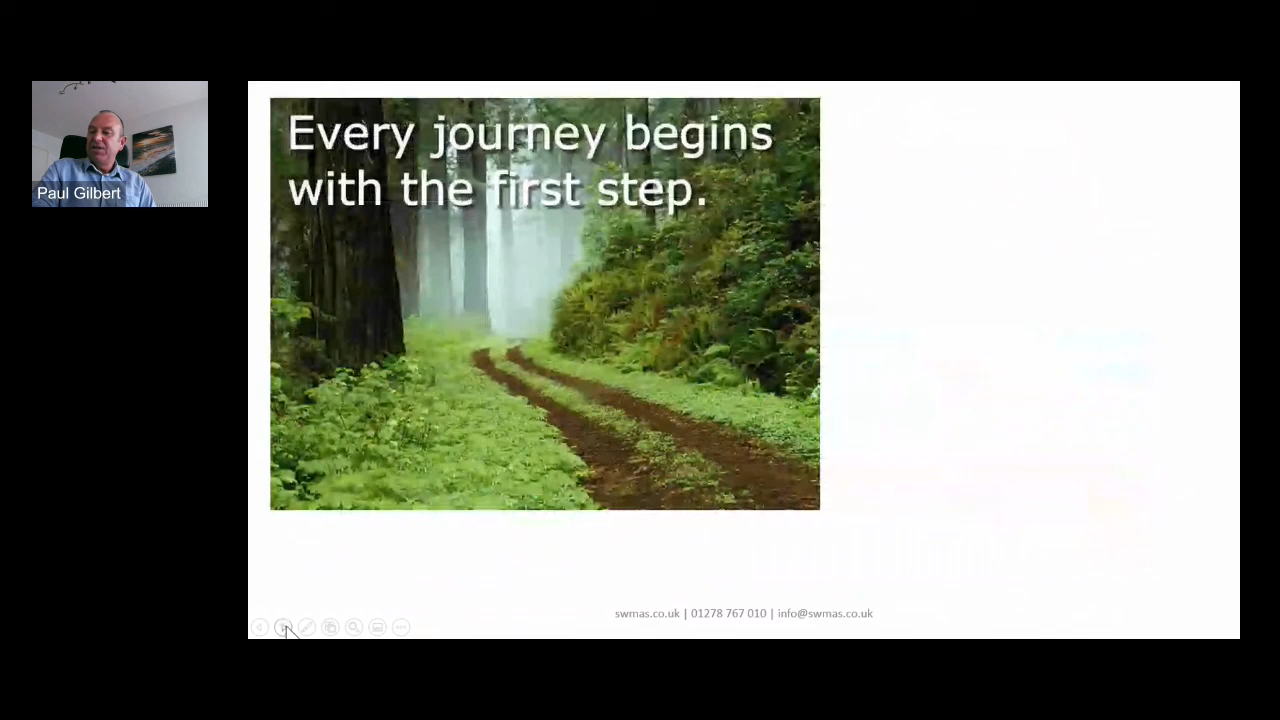 Paul Gilbert
Every journey begins
with the first step.
swmas.co.uk | 01278 767 010 | info@swmas.co.uk